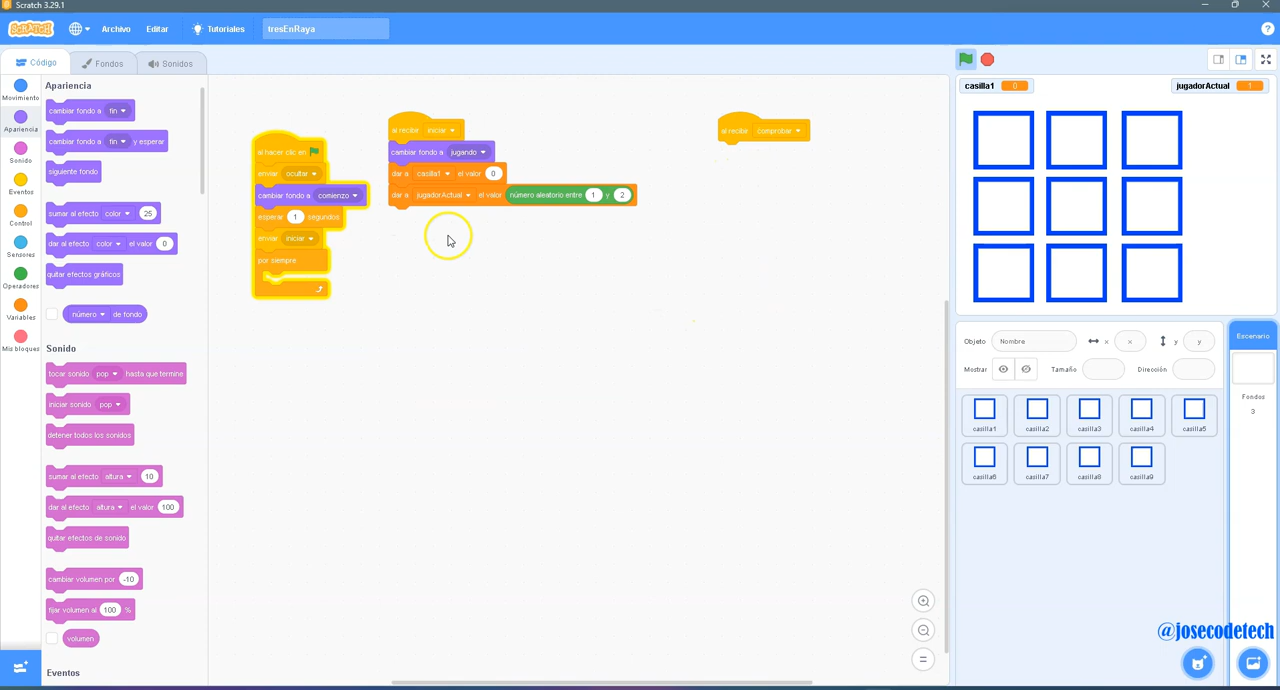 Scratch 3.29.1
SCRATCH
Archivo
Editar
Tutoriales
tresEnRaya
Código
Fondos
Sonidos
Movimiento
Apariencia
Sonido
Eventos
Control
Sensores
Operadores
Variables
Mis bloques
Apariencia
cambiar fondo a fin
cambiar fondo a fin y esperar
siguiente fondo
sumar al efecto color 25
dar al efecto color el valor 0
quitar efectos gráficos
número de fondo
Sonido
tocar sonido pop hasta que termine
iniciar sonido pop
detener todos los sonidos
sumar al efecto altura 10
dar al efecto altura el valor 100
quitar efectos de sonido
cambiar volumen por -10
fijar volumen al 100 %
volumen
Eventos
al hacer clic en
enviar ocultar
cambiar fondo a comienzo
esperar 1 segundos
enviar iniciar
por siempre
al recibir iniciar
cambiar fondo a jugando
dar a casilla1 el valor 0
dar a jugadorActual el valor número aleatorio entre 1 y 2
al recibir comprobar
casilla1 0
jugadorActual 1
Objeto
Nombre
x
x
y
y
Mostrar
Tamaño
Dirección
casilla1
casilla2
casilla3
casilla4
casilla5
casilla6
casilla7
casilla8
casilla9
Escenario
Fondos
3
@josecodetech